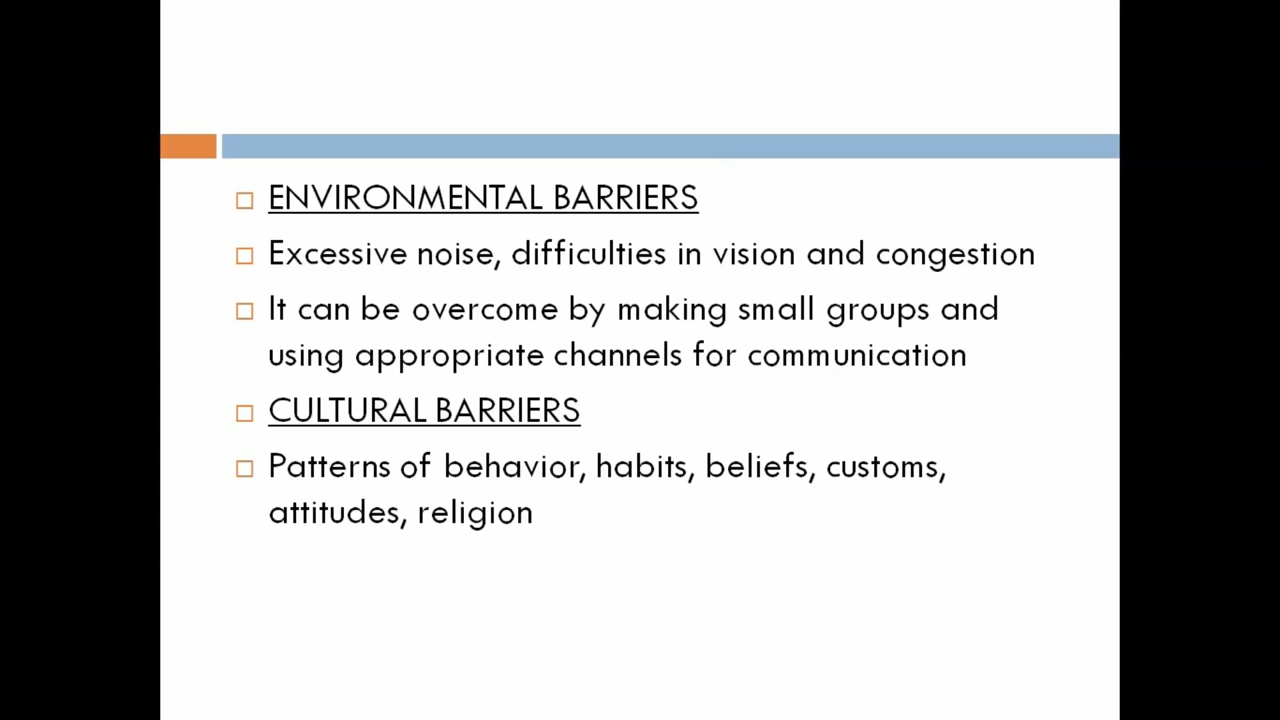 ENVIRONMENTAL BARRIERS
Excessive noise, difficulties in vision and congestion
It can be overcome by making small groups and
using appropriate channels for communication
CULTURAL BARRIERS
Patterns of behavior, habits, beliefs, customs,
attitudes, religion